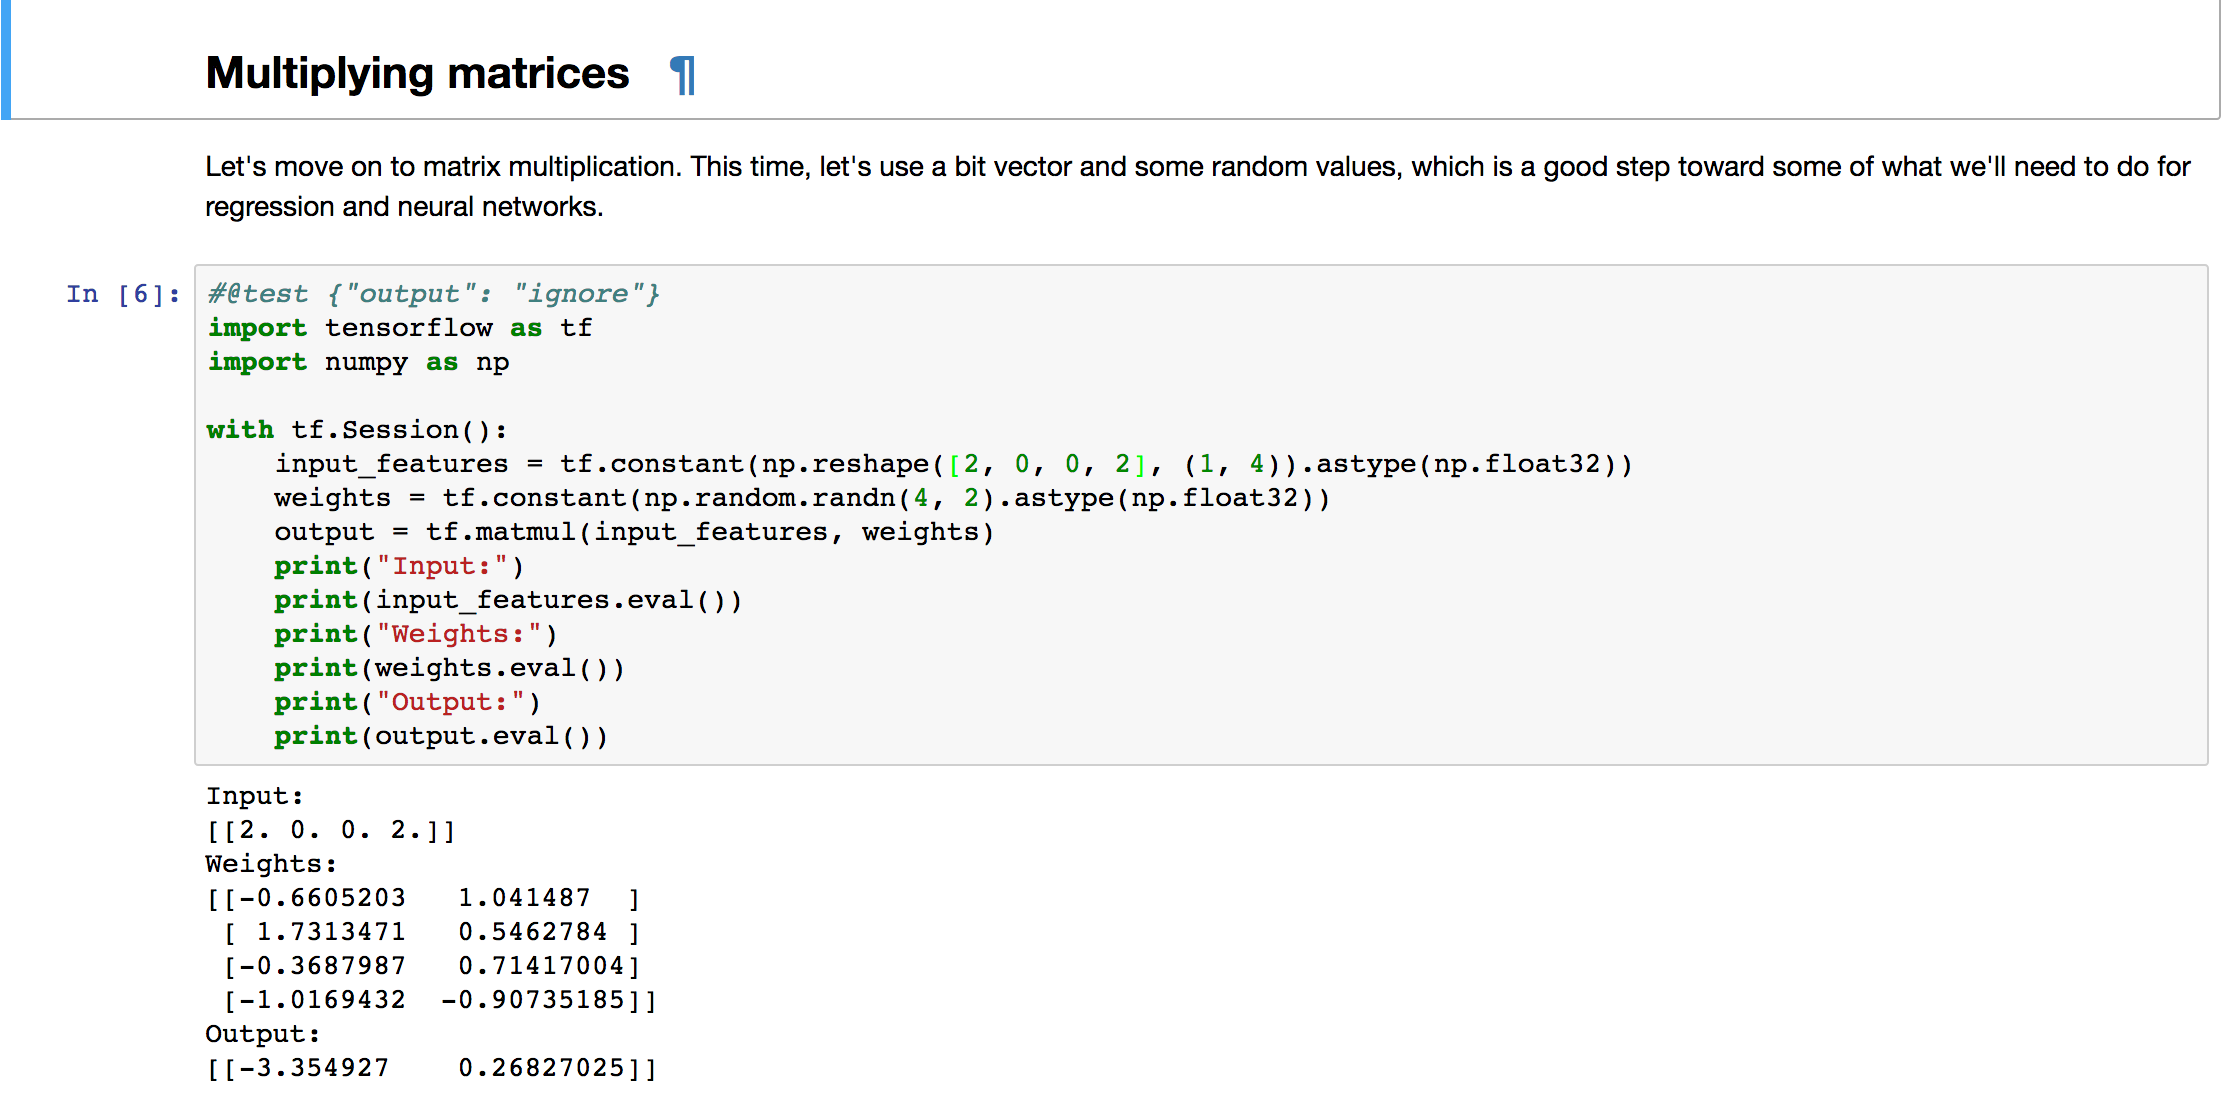 Multiplying matrices ¶
Let's move on to matrix multiplication. This time, let's use a bit vector and some random values, which is a good step toward some of what we'll need to do for
regression and neural networks.
In [6]: #@test {"output": "ignore"}
import tensorflow as tf
import numpy as np
with tf.Session():
    input_features = tf.constant(np.reshape([2, 0, 0, 2], (1, 4)).astype(np.float32))
    weights = tf.constant(np.random.randn(4, 2).astype(np.float32))
    output = tf.matmul(input_features, weights)
    print("Input:")
    print(input_features.eval())
    print("Weights:")
    print(weights.eval())
    print("Output:")
    print(output.eval())
Input:
[[2. 0. 0. 2.]]
Weights:
[[-0.6605203   1.041487  ]
 [ 1.7313471   0.5462784 ]
 [-0.3687987   0.71417004]
 [-1.0169432  -0.90735185]]
Output:
[[-3.354927    0.26827025]]